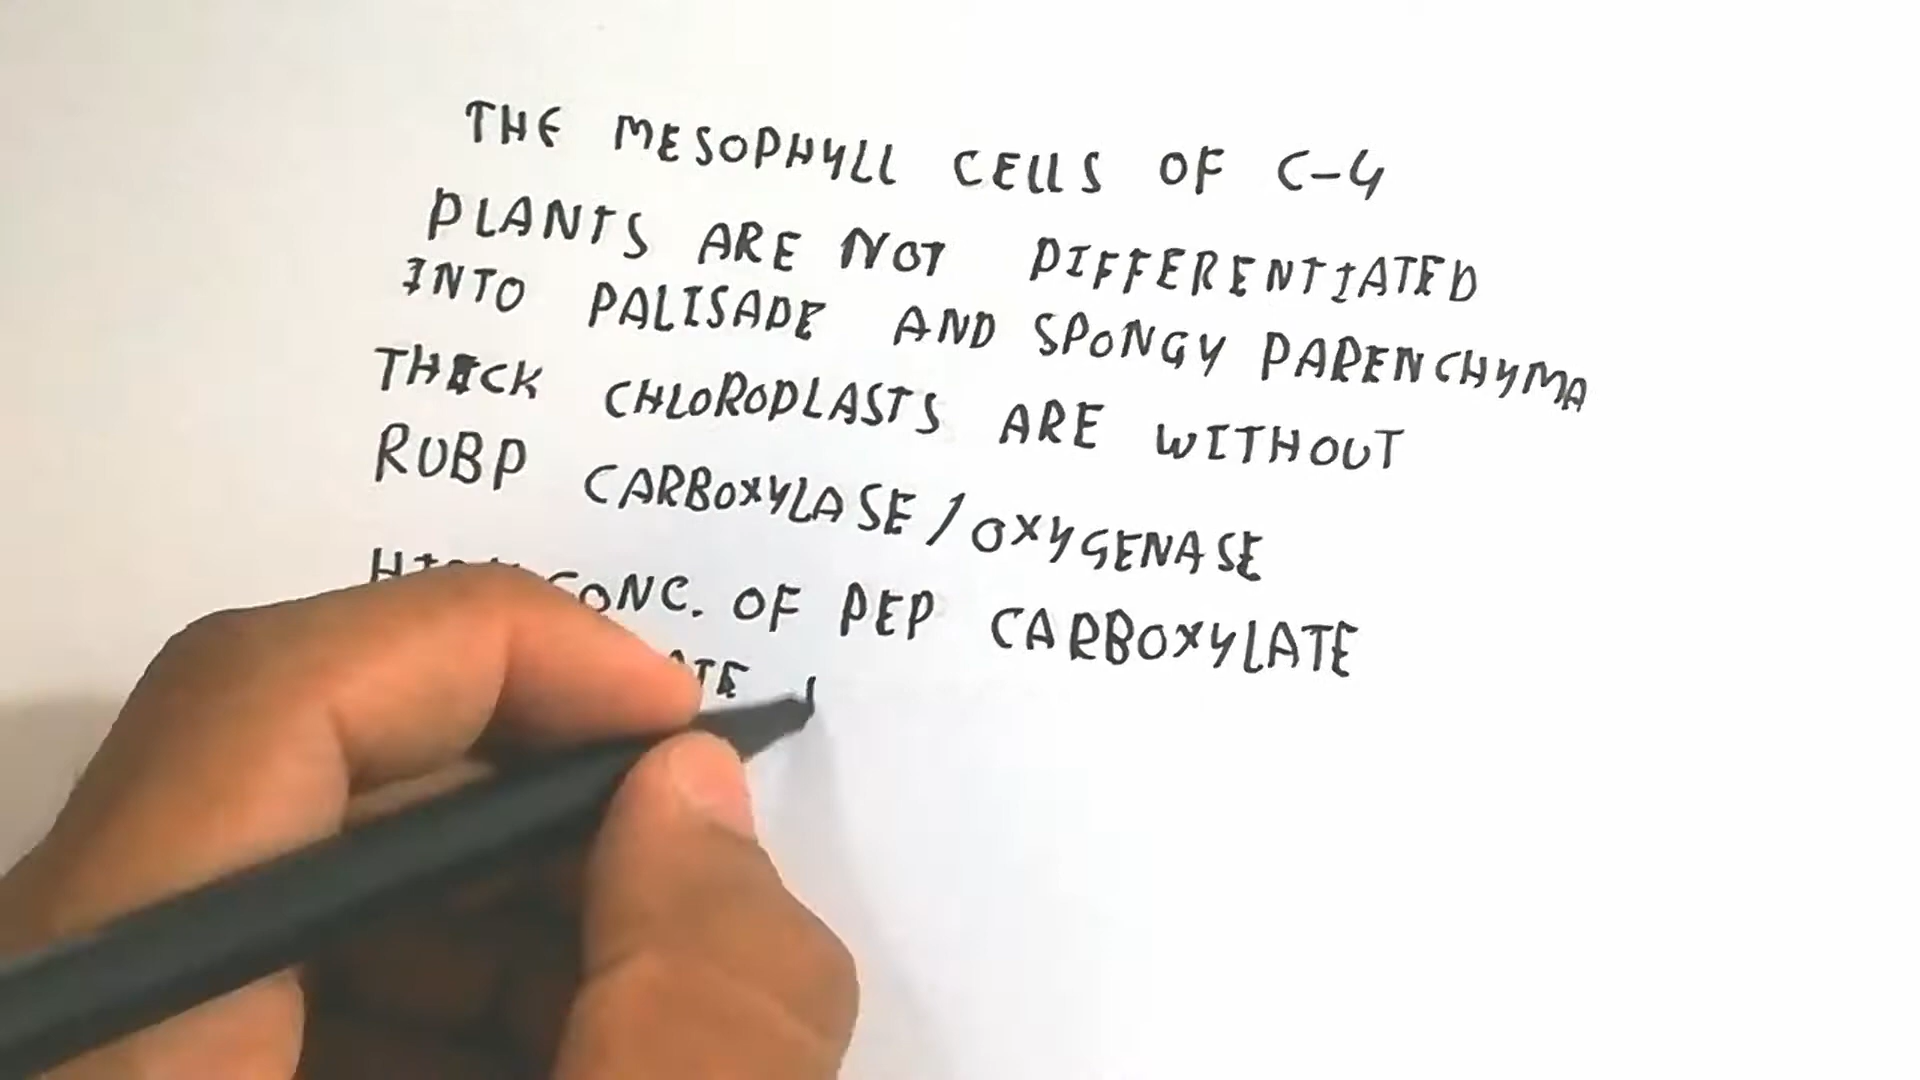 THE MESOPHYLL CELLS OF C-4
PLANTS ARE NOT DIFFERENTIATED
INTO PALISADE AND SPONGY PARENCHYMA
THICK CHLOROPLASTS ARE WITHOUT
RUBP CARBOXYLASE/OXYGENASE
CONC. OF PEP CARBOXYLATE